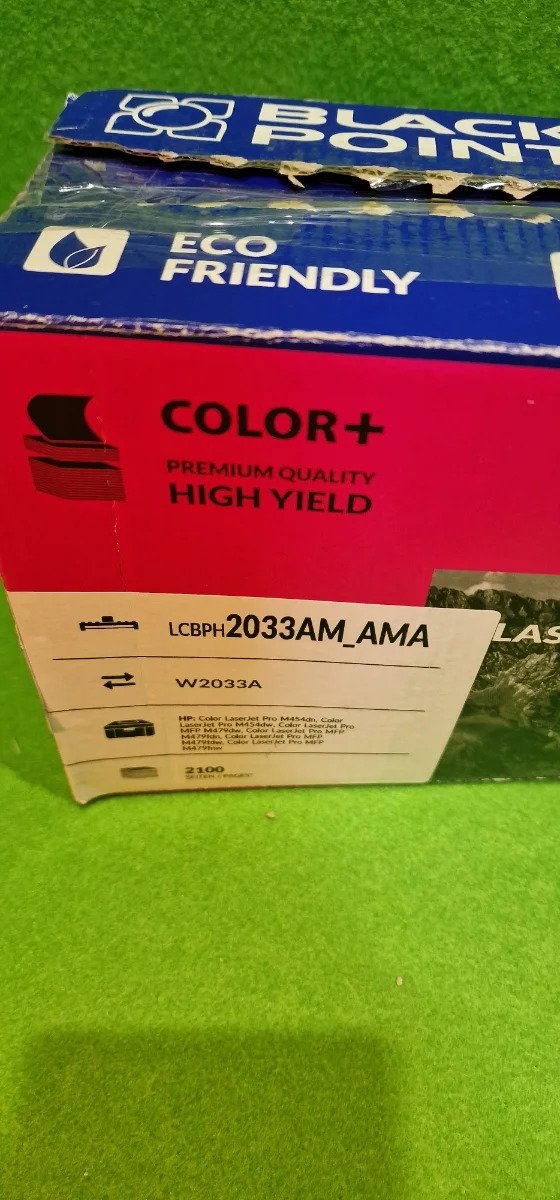 BLACK
POINT
ECO
FRIENDLY
COLOR+
PREMIUM QUALITY
HIGH YIELD
LCBPH2033AM_AMA
LAS
W2033A
HP: Color LaserJet Pro M454dn, Color
LaserJet Pro M454dw, Color LaserJet Pro
MFP M479dw, Color LaserJet Pro MFP
M479fdn, Color LaserJet Pro MFP
M479fdw, Color LaserJet Pro MFP
M479fnw
2100
SEITEN / PAGES*